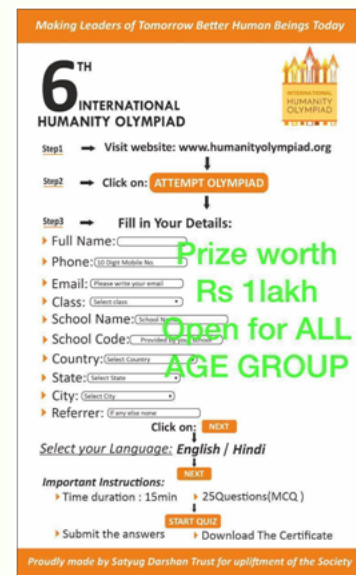 Making Leaders of Tomorrow Better Human Beings Today
6TH
INTERNATIONAL
HUMANITY OLYMPIAD
INTERNATIONAL
HUMANITY
OLYMPIAD
Step1 → Visit website: www.humanityolympiad.org
Step2 → Click on: ATTEMPT OLYMPIAD
Step3 → Fill in Your Details:
Full Name:
Phone: 10 Digit Mobile No.
Email: Please write your email
Class: Select class
School Name: School Name
School Code: Provided by your School
Country: Select Country
State: Select State
City: Select City
Referrer: if any else none
Prize worth
Rs 1lakh
Open for ALL
AGE GROUP
Click on: NEXT
Select your Language: English / Hindi
NEXT
Important Instructions:
Time duration : 15min
25Questions(MCQ )
START QUIZ
Submit the answers
Download The Certificate
Proudly made by Satyug Darshan Trust for upliftment of the Society